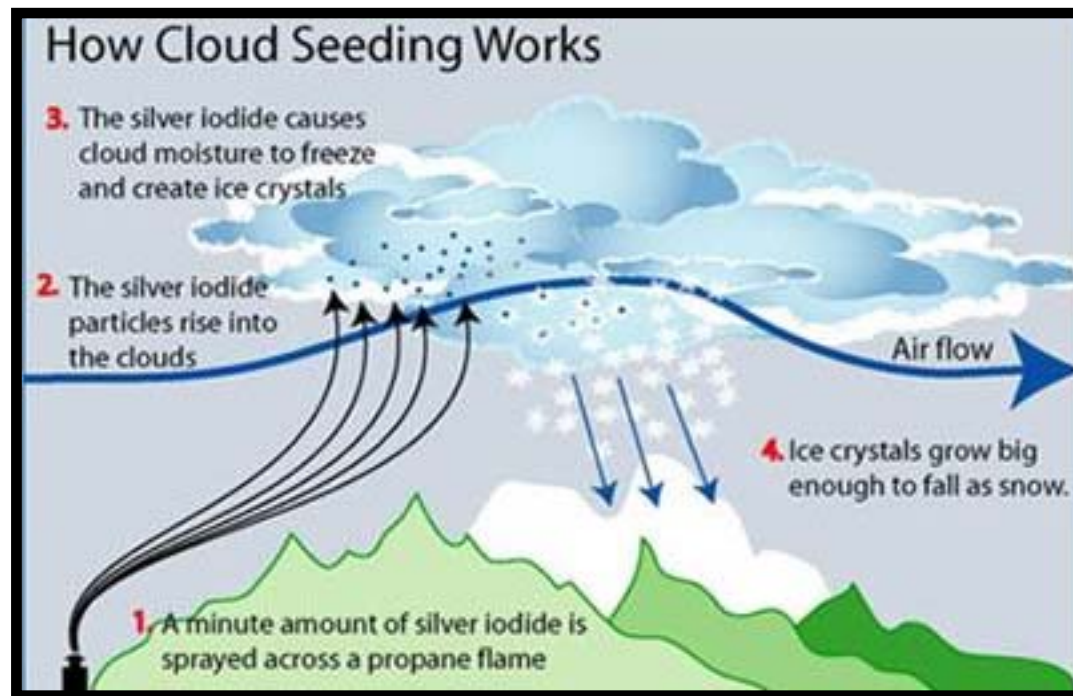 How Cloud Seeding Works
3. The silver iodide causes
cloud moisture to freeze
and create ice crystals
2. The silver iodide
particles rise into
the clouds
Air flow
4. Ice crystals grow big
enough to fall as snow.
1. A minute amount of silver iodide is
sprayed across a propane flame